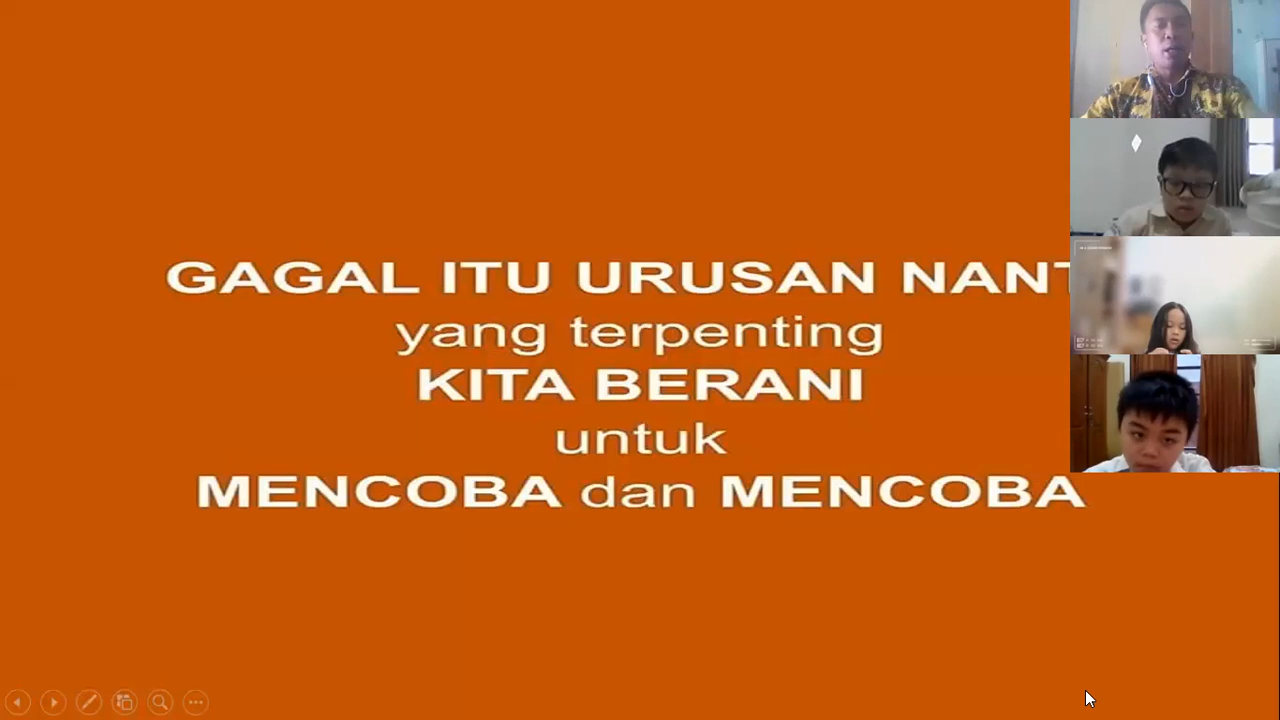 GAGAL ITU URUSAN NANT
yang terpenting
KITA BERANI
untuk
MENCOBA dan MENCOBA